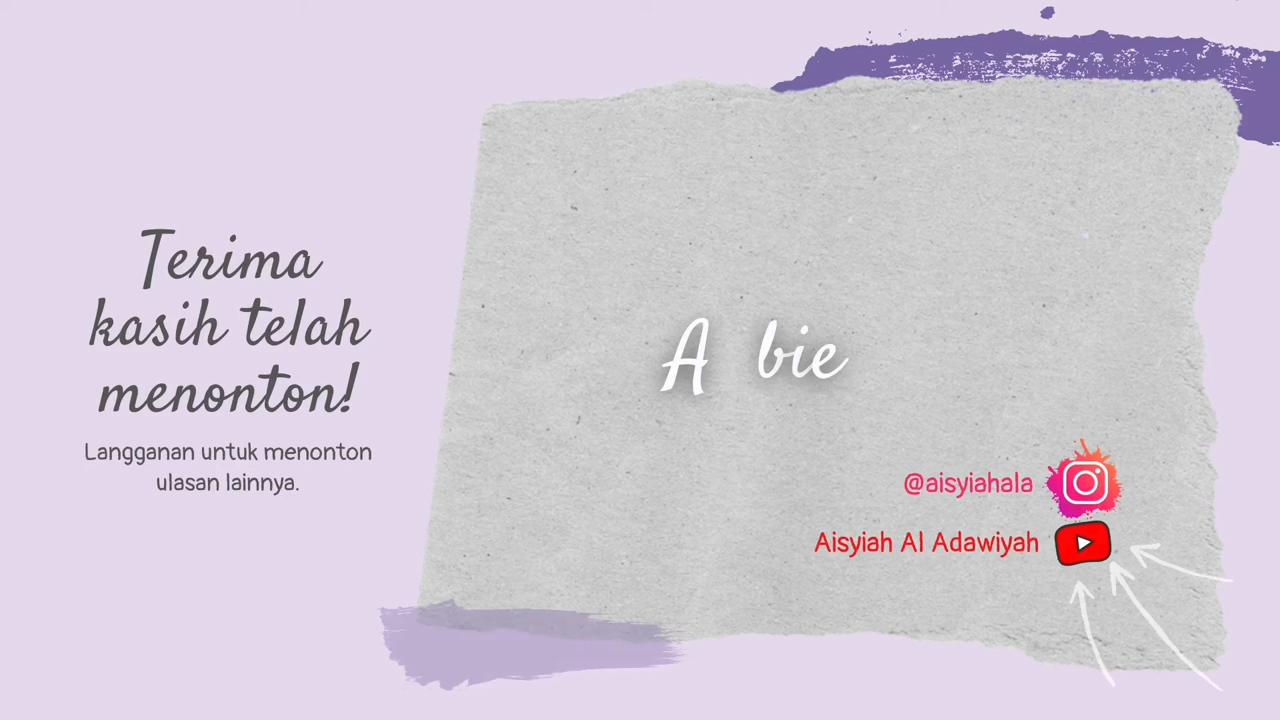 Terima
kasih telah
menonton!
Langganan untuk menonton
ulasan lainnya.
A bie
@aisyiahala
Aisyiah Al Adawiyah